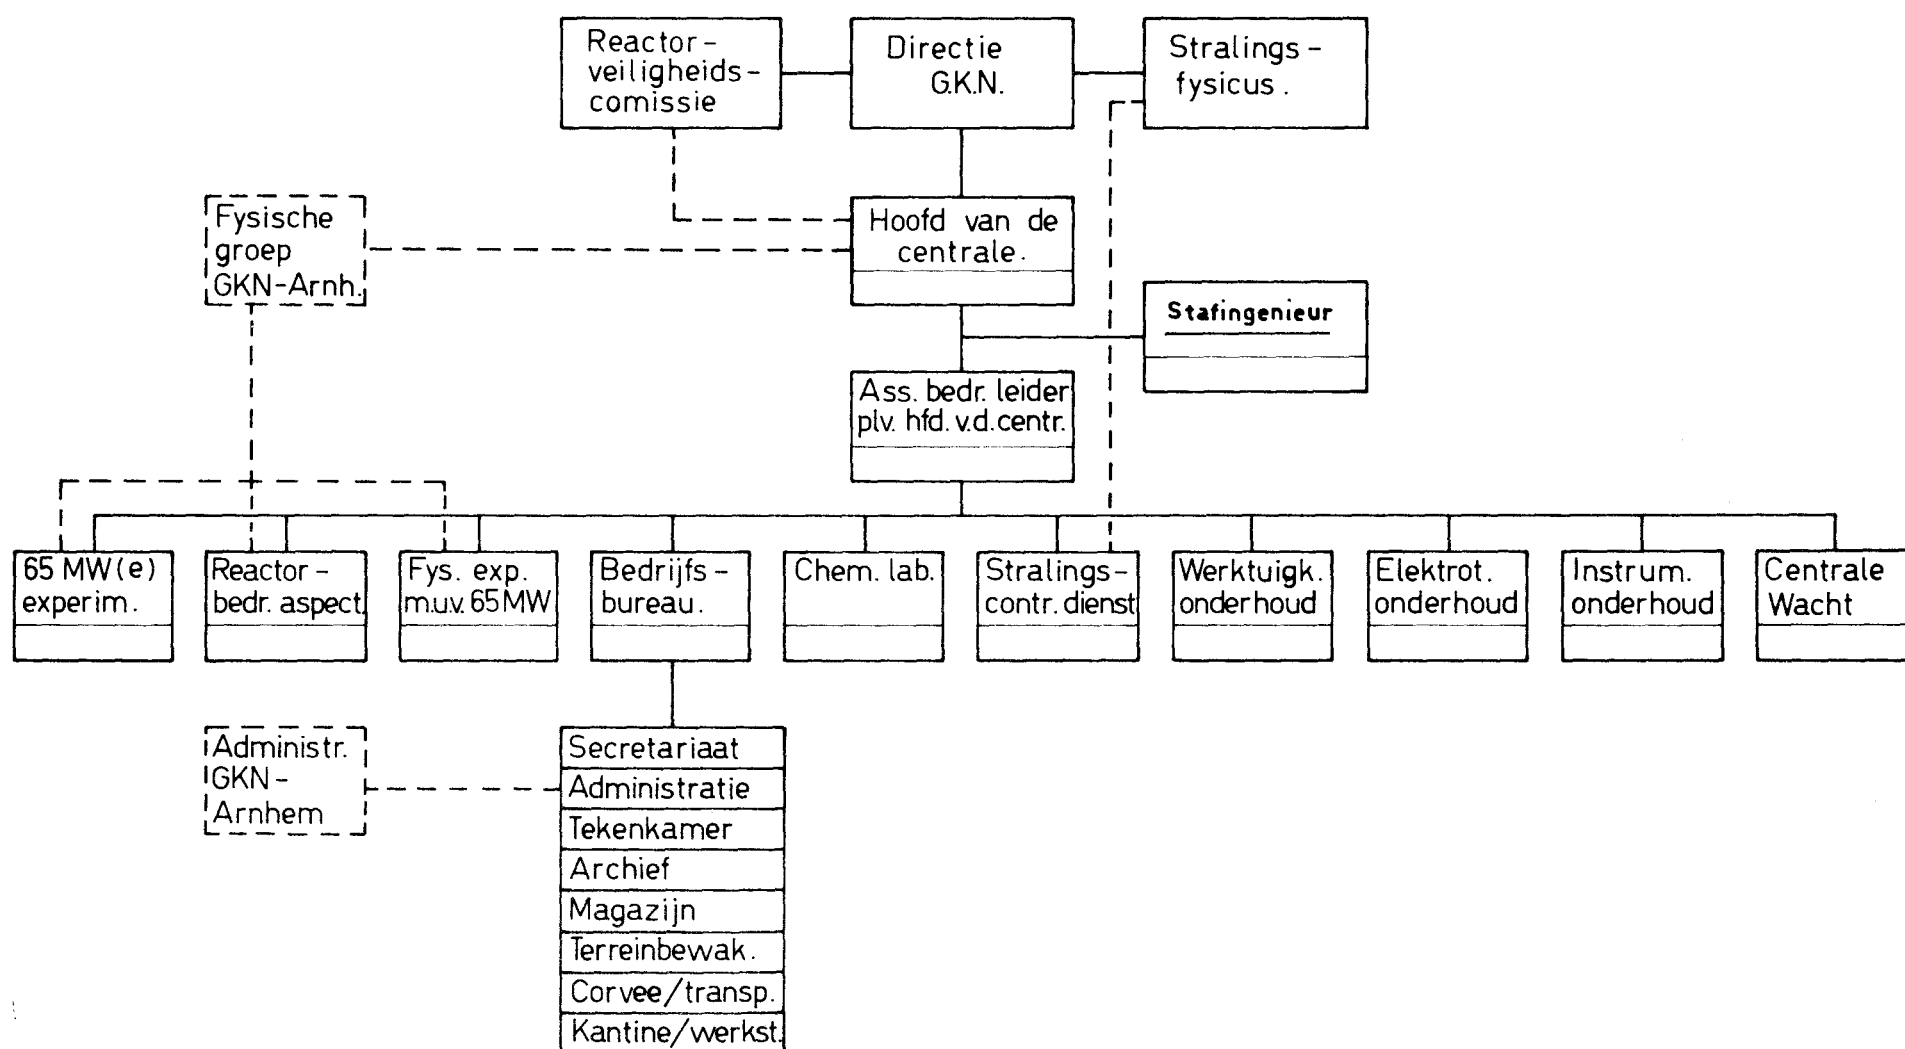 Reactor-
veiligheids-
comissie
Directie
G.K.N.
Stralings-
fysicus.
Fysische
groep
GKN-Arnh.
Hoofd van de
centrale.
Stafingenieur
Ass. bedr. leider
plv. hfd. v.d. centr.
65 MW(e)
experim.
Reactor-
bedr. aspect.
Fys. exp.
m.u.v. 65 MW
Bedrijfs-
bureau.
Chem. lab.
Stralings-
contr. dienst
Werktuigk.
onderhoud
Elektrot.
onderhoud
Instrum.
onderhoud
Centrale
Wacht
Administr.
GKN-
Arnhem
Secretariaat
Administratie
Tekenkamer
Archief
Magazijn
Terreinbewak.
Corvee/transp.
Kantine/werkst.